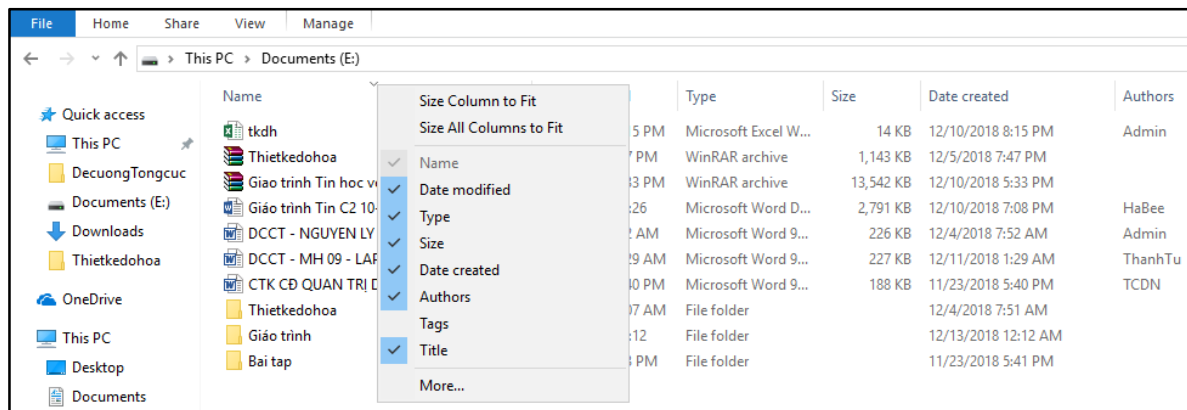 File Home Share View Manage
This PC > Documents (E:)
Name Type Size Date created Authors
Quick access
This PC
DecuongTongcuc
Documents (E:)
Downloads
Thietkedohoa
OneDrive
This PC
Desktop
Documents
tkdh 5 PM Microsoft Excel W... 14 KB 12/10/2018 8:15 PM Admin
Thietkedohoa 7 PM WinRAR archive 1,143 KB 12/5/2018 7:47 PM
Giao trinh Tin hoc v 33 PM WinRAR archive 13,542 KB 12/10/2018 5:33 PM
Giáo trình Tin C2 10- :26 Microsoft Word D... 2,791 KB 12/10/2018 7:08 PM HaBee
DCCT - NGUYEN LY 2 AM Microsoft Word 9... 226 KB 12/4/2018 7:52 AM Admin
DCCT - MH 09 - LAP 29 AM Microsoft Word 9... 227 KB 12/11/2018 1:29 AM ThanhTu
CTK CĐ QUẢN TRỊ 40 PM Microsoft Word 9... 188 KB 11/23/2018 5:40 PM TCDN
Thietkedohoa 07 AM File folder 12/4/2018 7:51 AM
Giáo trình :12 File folder 12/13/2018 12:12 AM
Bai tap PM File folder 11/23/2018 5:41 PM
Size Column to Fit
Size All Columns to Fit
Name
Date modified
Type
Size
Date created
Authors
Tags
Title
More...